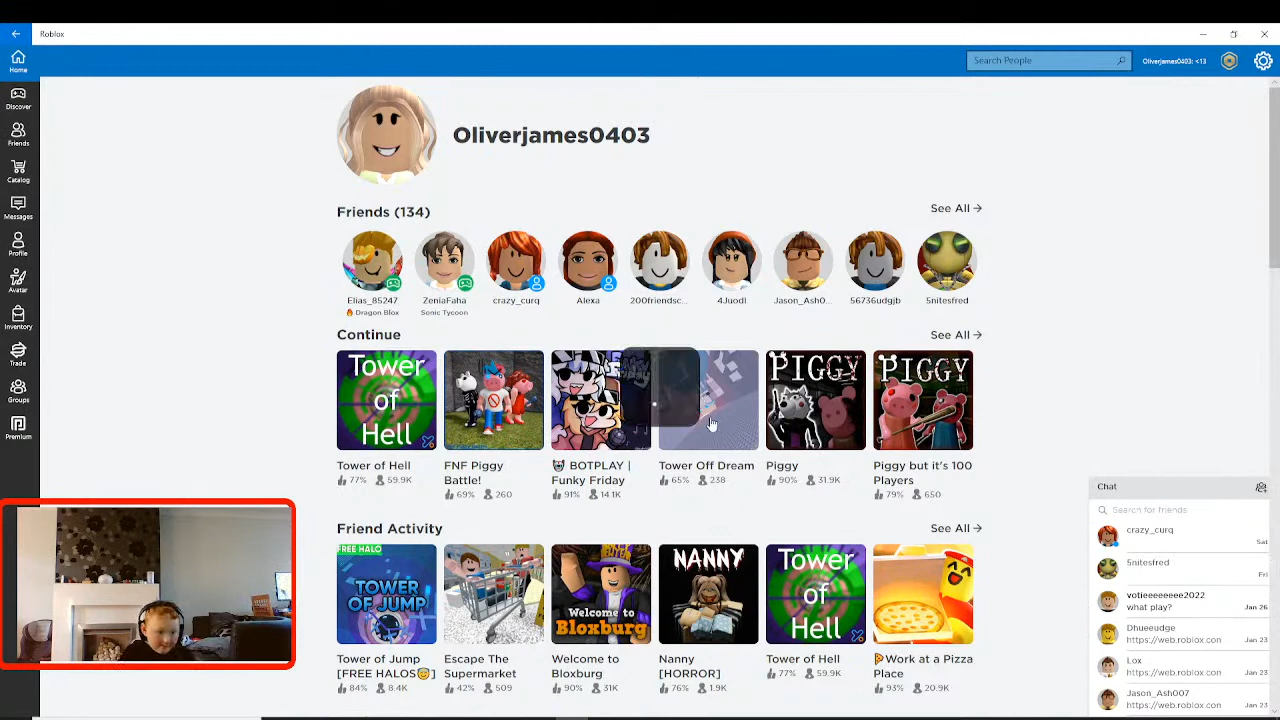 Roblox
Home
Search People
Oliverjames0403: <13
Discover
Friends
Catalog
Messages
Profile
Avatar
Inventory
Trade
Groups
Premium
Oliverjames0403
Friends (134)
See All
Elias_85247
Dragon Blox
ZeniaFaha
Sonic Tycoon
crazy_curq
Alexa
200friendsc...
4Juodl
Jason_Ash0...
56736udgjb
5nitesfred
Continue
See All
Tower
of
Hell
PIGGY
PIGGY
Tower of Hell
77% 59.9K
FNF Piggy
Battle!
69% 260
BOTPLAY |
Funky Friday
91% 14.1K
Tower Off Dream
65% 238
Piggy
90% 31.9K
Piggy but it's 100
Players
79% 650
Friend Activity
See All
FREE HALO
TOWER
OF JUMP
Welcome to
Bloxburg
NANNY
Tower
of
Hell
Tower of Jump
[FREE HALOS]
84% 8.4K
Escape The
Supermarket
42% 509
Welcome to
Bloxburg
90% 31K
Nanny
[HORROR]
76% 1.9K
Tower of Hell
77% 59.9K
Work at a Pizza
Place
93% 20.9K
Chat
Search for friends
crazy_curq
Sat
5nitesfred
Fri
votieeeeeeee2022
what play?
Jan 26
Dhueeudge
https://web.roblox.con
Jan 23
Lox
https://web.roblox.con
Jan 23
Jason_Ash007
https://web.roblox.con
Jan 23